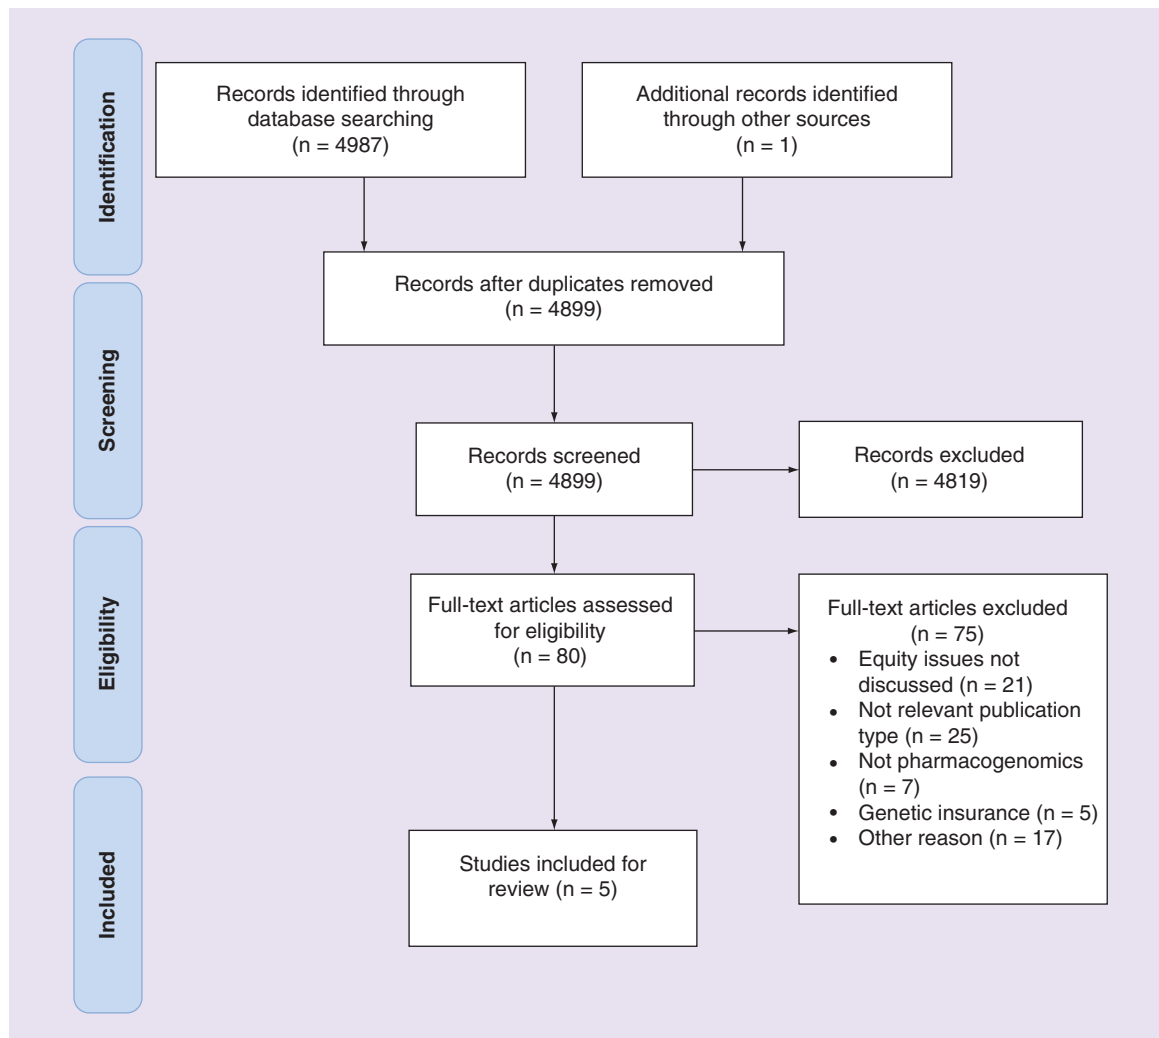 Identification
Records identified through
database searching
(n = 4987)
Additional records identified
through other sources
(n = 1)
Records after duplicates removed
(n = 4899)
Screening
Records screened
(n = 4899)
Records excluded
(n = 4819)
Eligibility
Full-text articles assessed
for eligibility
(n = 80)
Full-text articles excluded
(n = 75)
• Equity issues not
discussed (n = 21)
• Not relevant publication
type (n = 25)
• Not pharmacogenomics
(n = 7)
• Genetic insurance (n = 5)
• Other reason (n = 17)
Included
Studies included for
review (n = 5)